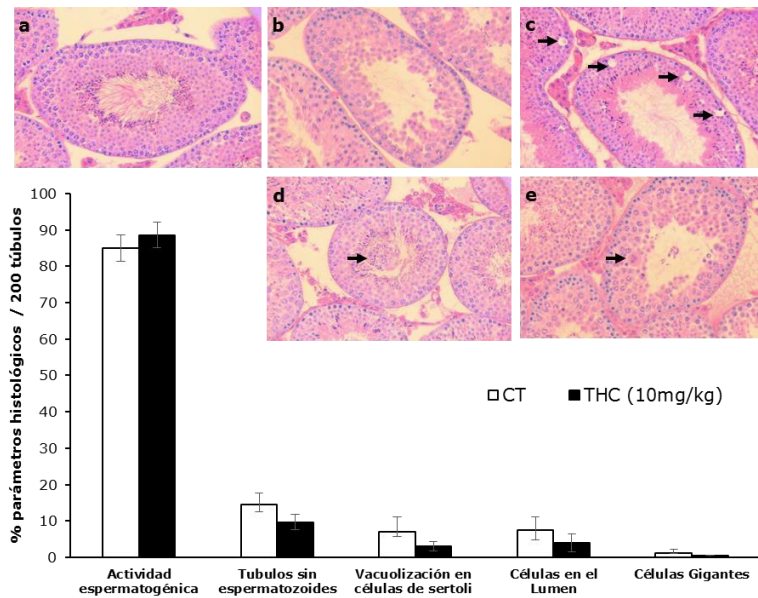 a
b
c
d
e
% parámetros histológicos / 200 túbulos
100
90
80
70
60
50
40
30
20
10
0
CT
THC (10mg/kg)
Actividad
espermatogénica
Tubulos sin
espermatozoides
Vacuolización en
células de sertoli
Células en el
Lumen
Células Gigantes